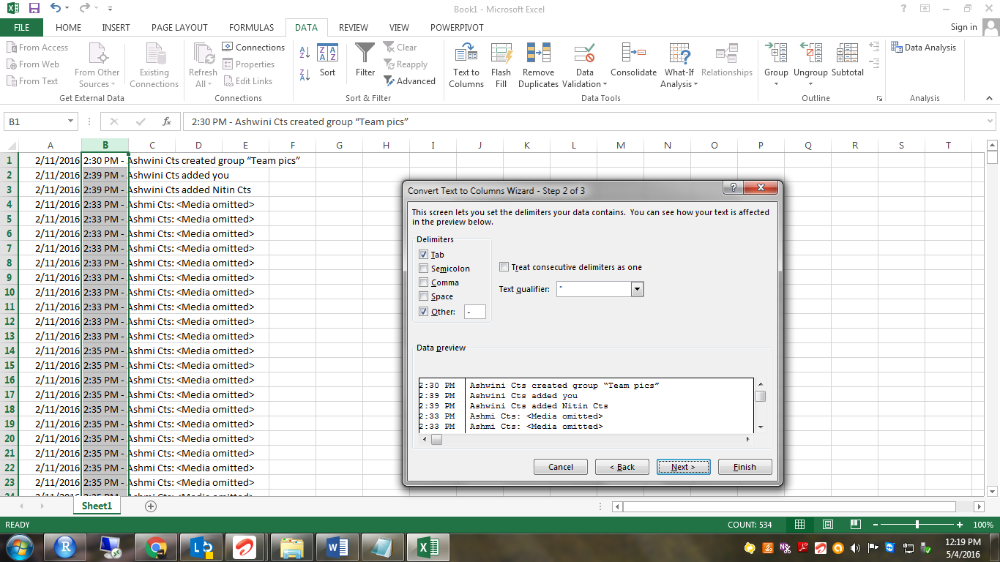 Book1 - Microsoft Excel
FILE HOME INSERT PAGE LAYOUT FORMULAS DATA REVIEW VIEW POWERPIVOT Sign in
From Access
From Web
From Text
From Other Sources
Existing Connections
Get External Data
Refresh All
Connections
Properties
Edit Links
Connections
Sort
Filter
Clear
Reapply
Advanced
Sort & Filter
Text to Columns
Flash Fill
Remove Duplicates
Data Validation
Consolidate
What-If Analysis
Relationships
Data Tools
Group
Ungroup
Subtotal
Outline
Data Analysis
Analysis
B1 fx 2:30 PM - Ashwini Cts created group “Team pics”
A B C D E F G H I J K L M N O P Q R S T
1 2/11/2016 2:30 PM - Ashwini Cts created group “Team pics”
2 2/11/2016 2:39 PM - Ashwini Cts added you
3 2/11/2016 2:39 PM - Ashwini Cts added Nitin Cts
4 2/11/2016 2:33 PM - Ashmi Cts: <Media omitted>
5 2/11/2016 2:33 PM - Ashmi Cts: <Media omitted>
6 2/11/2016 2:33 PM - Ashmi Cts: <Media omitted>
7 2/11/2016 2:33 PM - Ashmi Cts: <Media omitted>
8 2/11/2016 2:33 PM - Ashmi Cts: <Media omitted>
9 2/11/2016 2:33 PM - Ashmi Cts: <Media omitted>
10 2/11/2016 2:33 PM - Ashmi Cts: <Media omitted>
11 2/11/2016 2:33 PM - Ashmi Cts: <Media omitted>
12 2/11/2016 2:33 PM - Ashmi Cts: <Media omitted>
13 2/11/2016 2:33 PM - Ashmi Cts: <Media omitted>
14 2/11/2016 2:35 PM - Ashmi Cts: <Media omitted>
15 2/11/2016 2:35 PM - Ashmi Cts: <Media omitted>
16 2/11/2016 2:35 PM - Ashmi Cts: <Media omitted>
17 2/11/2016 2:35 PM - Ashmi Cts: <Media omitted>
18 2/11/2016 2:35 PM - Ashmi Cts: <Media omitted>
19 2/11/2016 2:35 PM - Ashmi Cts: <Media omitted>
20 2/11/2016 2:35 PM - Ashmi Cts: <Media omitted>
21 2/11/2016 2:35 PM - Ashmi Cts: <Media omitted>
22 2/11/2016 2:35 PM - Ashmi Cts: <Media omitted>
23 2/11/2016 2:35 PM - Ashmi Cts: <Media omitted>
Convert Text to Columns Wizard - Step 2 of 3
This screen lets you set the delimiters your data contains. You can see how your text is affected
in the preview below.
Delimiters
Tab
Semicolon
Comma
Space
Other: -
Treat consecutive delimiters as one
Text qualifier: "
Data preview
2:30 PM Ashwini Cts created group “Team pics”
2:39 PM Ashwini Cts added you
2:39 PM Ashwini Cts added Nitin Cts
2:33 PM Ashmi Cts: <Media omitted>
2:33 PM Ashmi Cts: <Media omitted>
Cancel < Back Next > Finish
Sheet1
READY COUNT: 534 100%
12:19 PM
5/4/2016